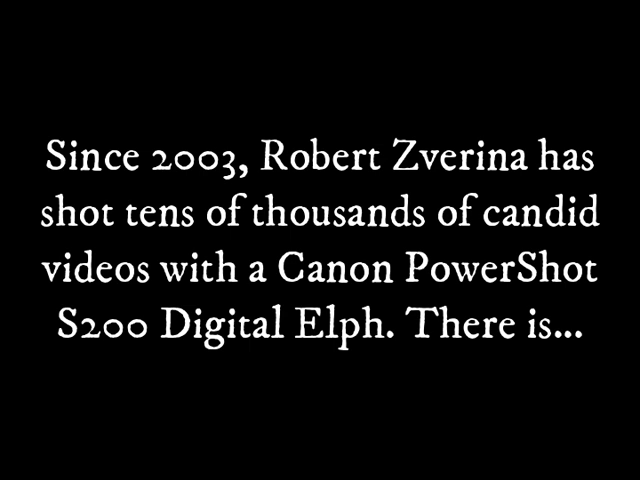 Since 2003, Robert Zverina has
shot tens of thousands of candid
videos with a Canon PowerShot
S200 Digital Elph. There is...